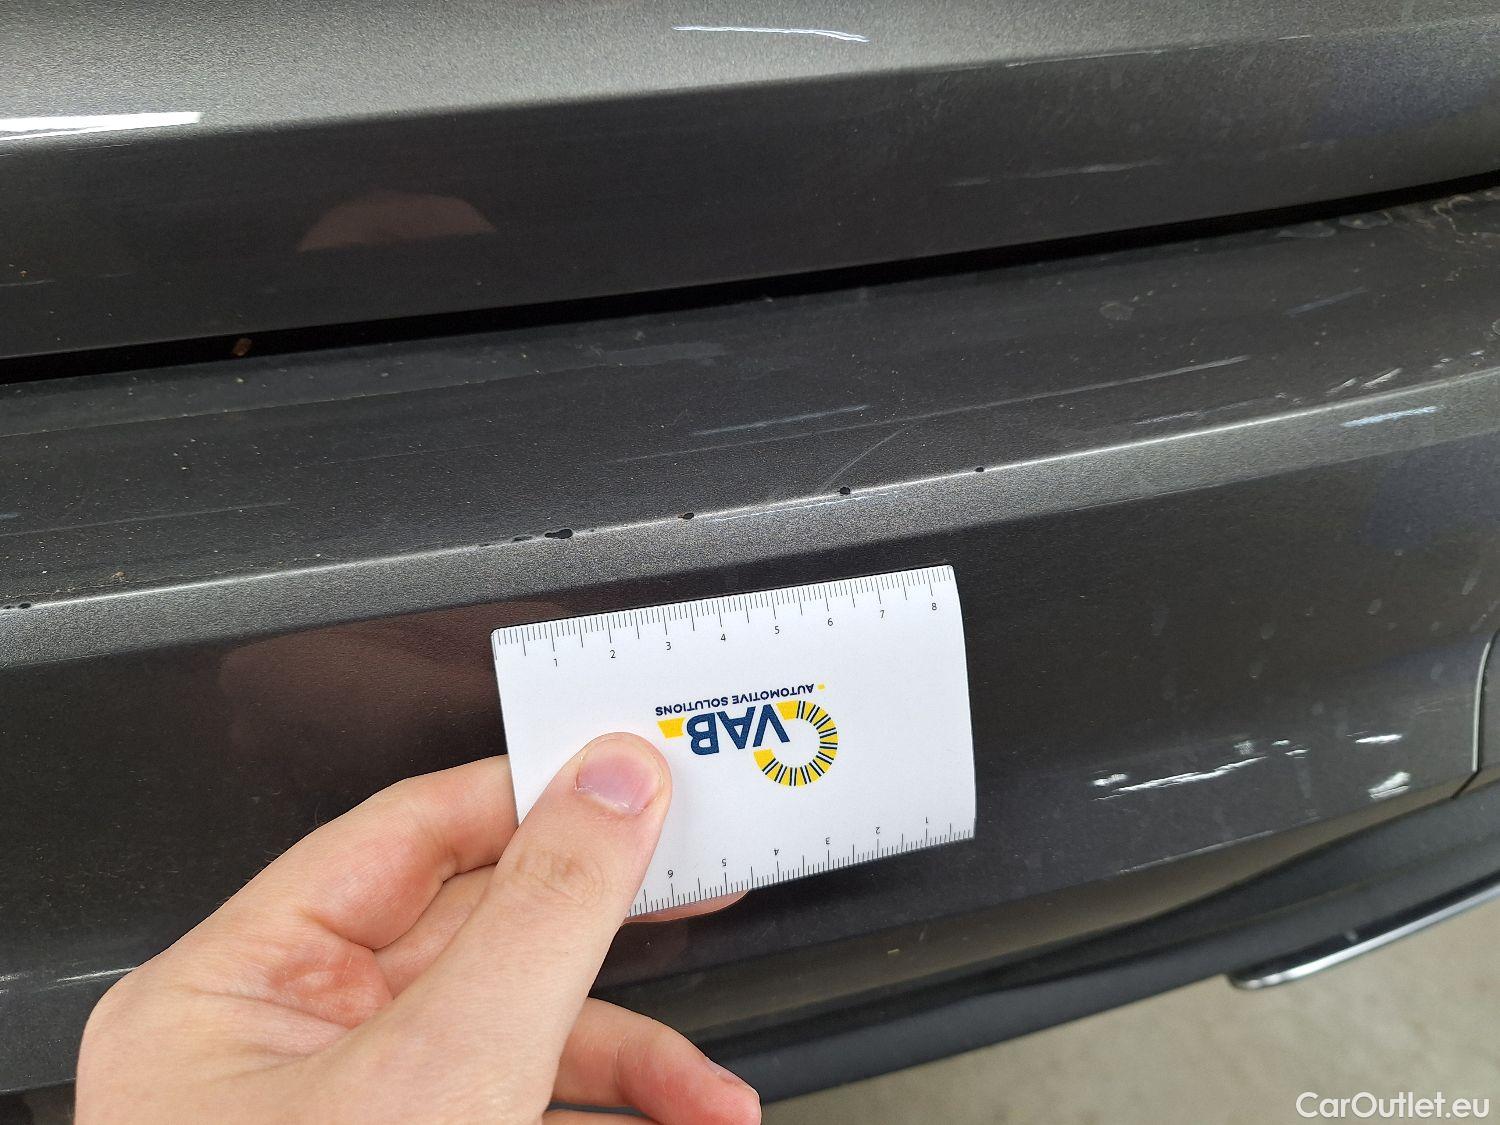 1 2 3 4 5 6 7 8
AUTOMOTIVE SOLUTIONS
VAB
6 5 4 3 2 1
CarOutlet.eu